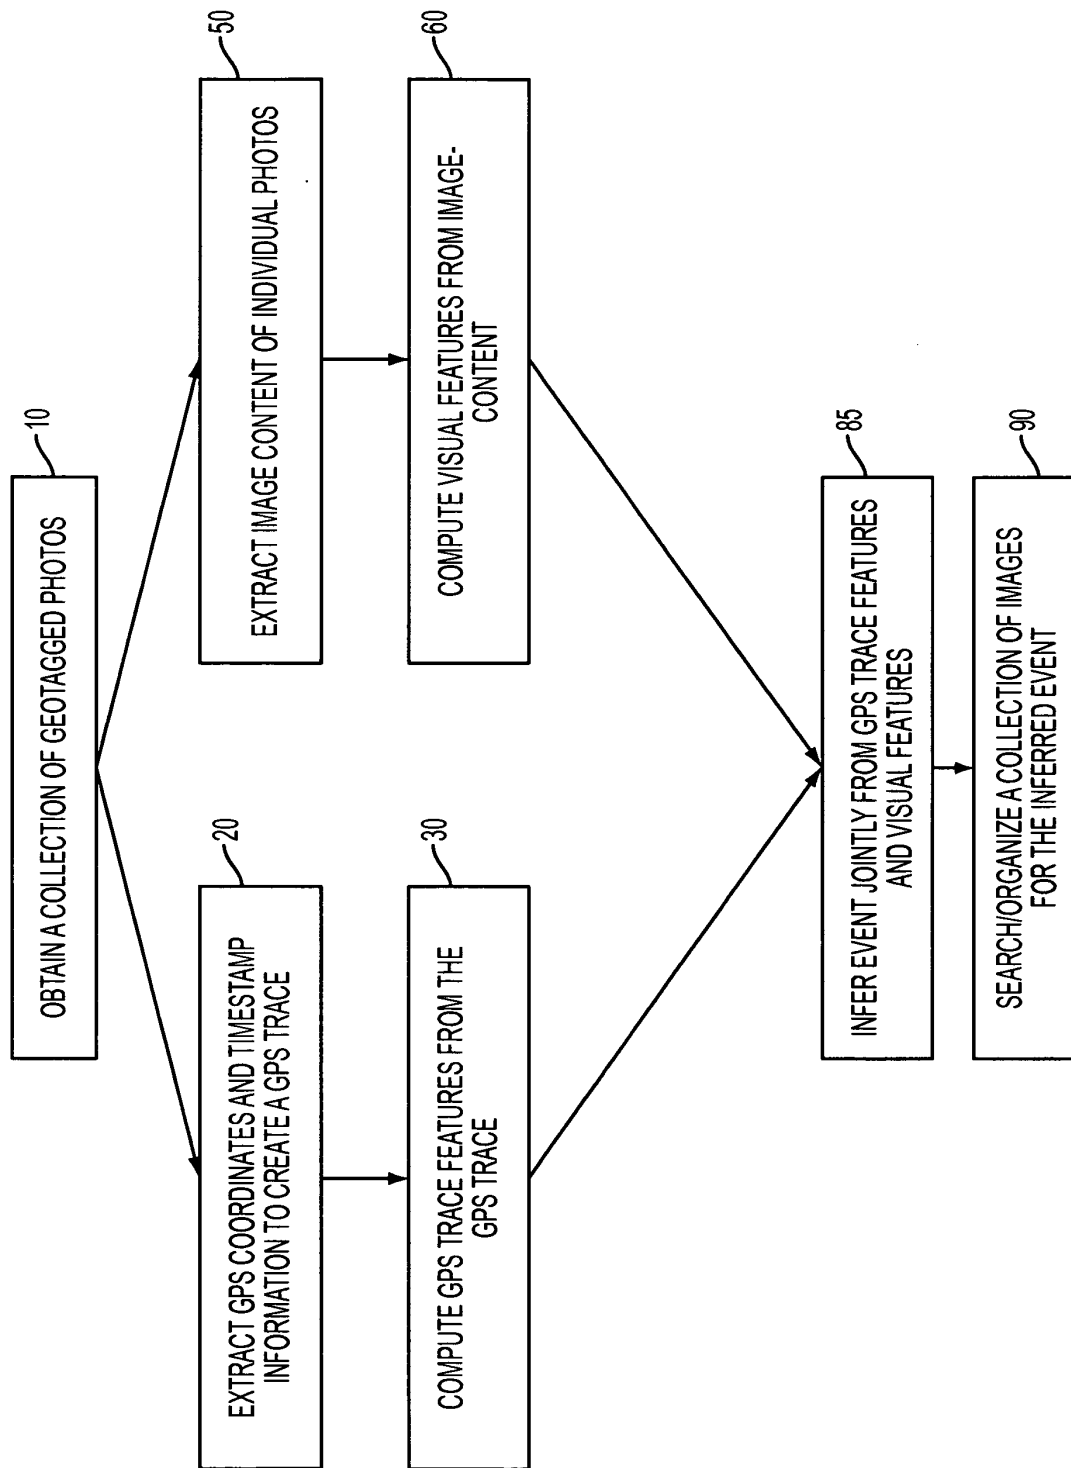 OBTAIN A COLLECTION OF GEOTAGGED PHOTOS
10
EXTRACT GPS COORDINATES AND TIMESTAMP
INFORMATION TO CREATE A GPS TRACE
20
COMPUTE GPS TRACE FEATURES FROM THE
GPS TRACE
30
EXTRACT IMAGE CONTENT OF INDIVIDUAL PHOTOS
50
COMPUTE VISUAL FEATURES FROM IMAGE-
CONTENT
60
INFER EVENT JOINTLY FROM GPS TRACE FEATURES
AND VISUAL FEATURES
85
SEARCH/ORGANIZE A COLLECTION OF IMAGES
FOR THE INFERRED EVENT
90